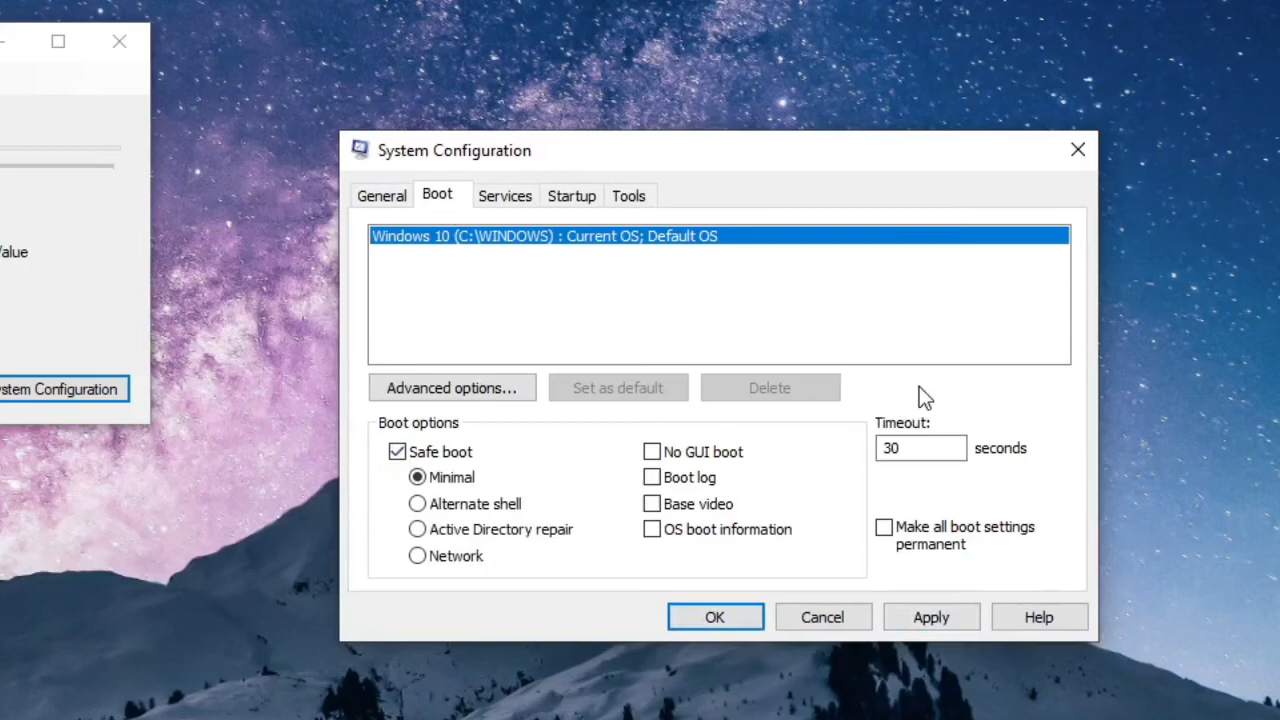 /alue
stem Configuration
System Configuration
General Boot Services Startup Tools
Windows 10 (C:\WINDOWS) : Current OS; Default OS
Advanced options... Set as default Delete
Boot options
Safe boot
Minimal
Alternate shell
Active Directory repair
Network
No GUI boot
Boot log
Base video
OS boot information
Timeout:
30 seconds
Make all boot settings
permanent
OK Cancel Apply Help